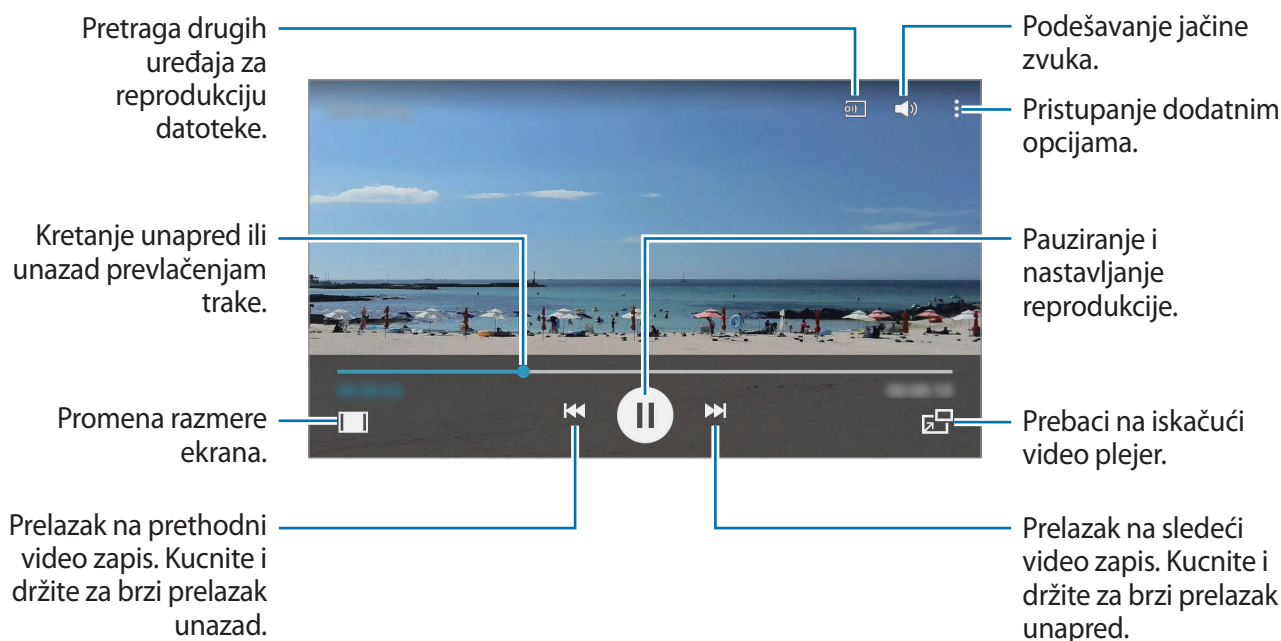 Pretraga drugih
uređaja za
reprodukciju
datoteke.
Kretanje unapred ili
unazad prevlačenjam
trake.
Promena razmere
ekrana.
Prelazak na prethodni
video zapis. Kucnite i
držite za brzi prelazak
unazad.
Podešavanje jačine
zvuka.
Pristupanje dodatnim
opcijama.
Pauziranje i
nastavljanje
reprodukcije.
Prebaci na iskačući
video plejer.
Prelazak na sledeći
video zapis. Kucnite i
držite za brzi prelazak
unapred.